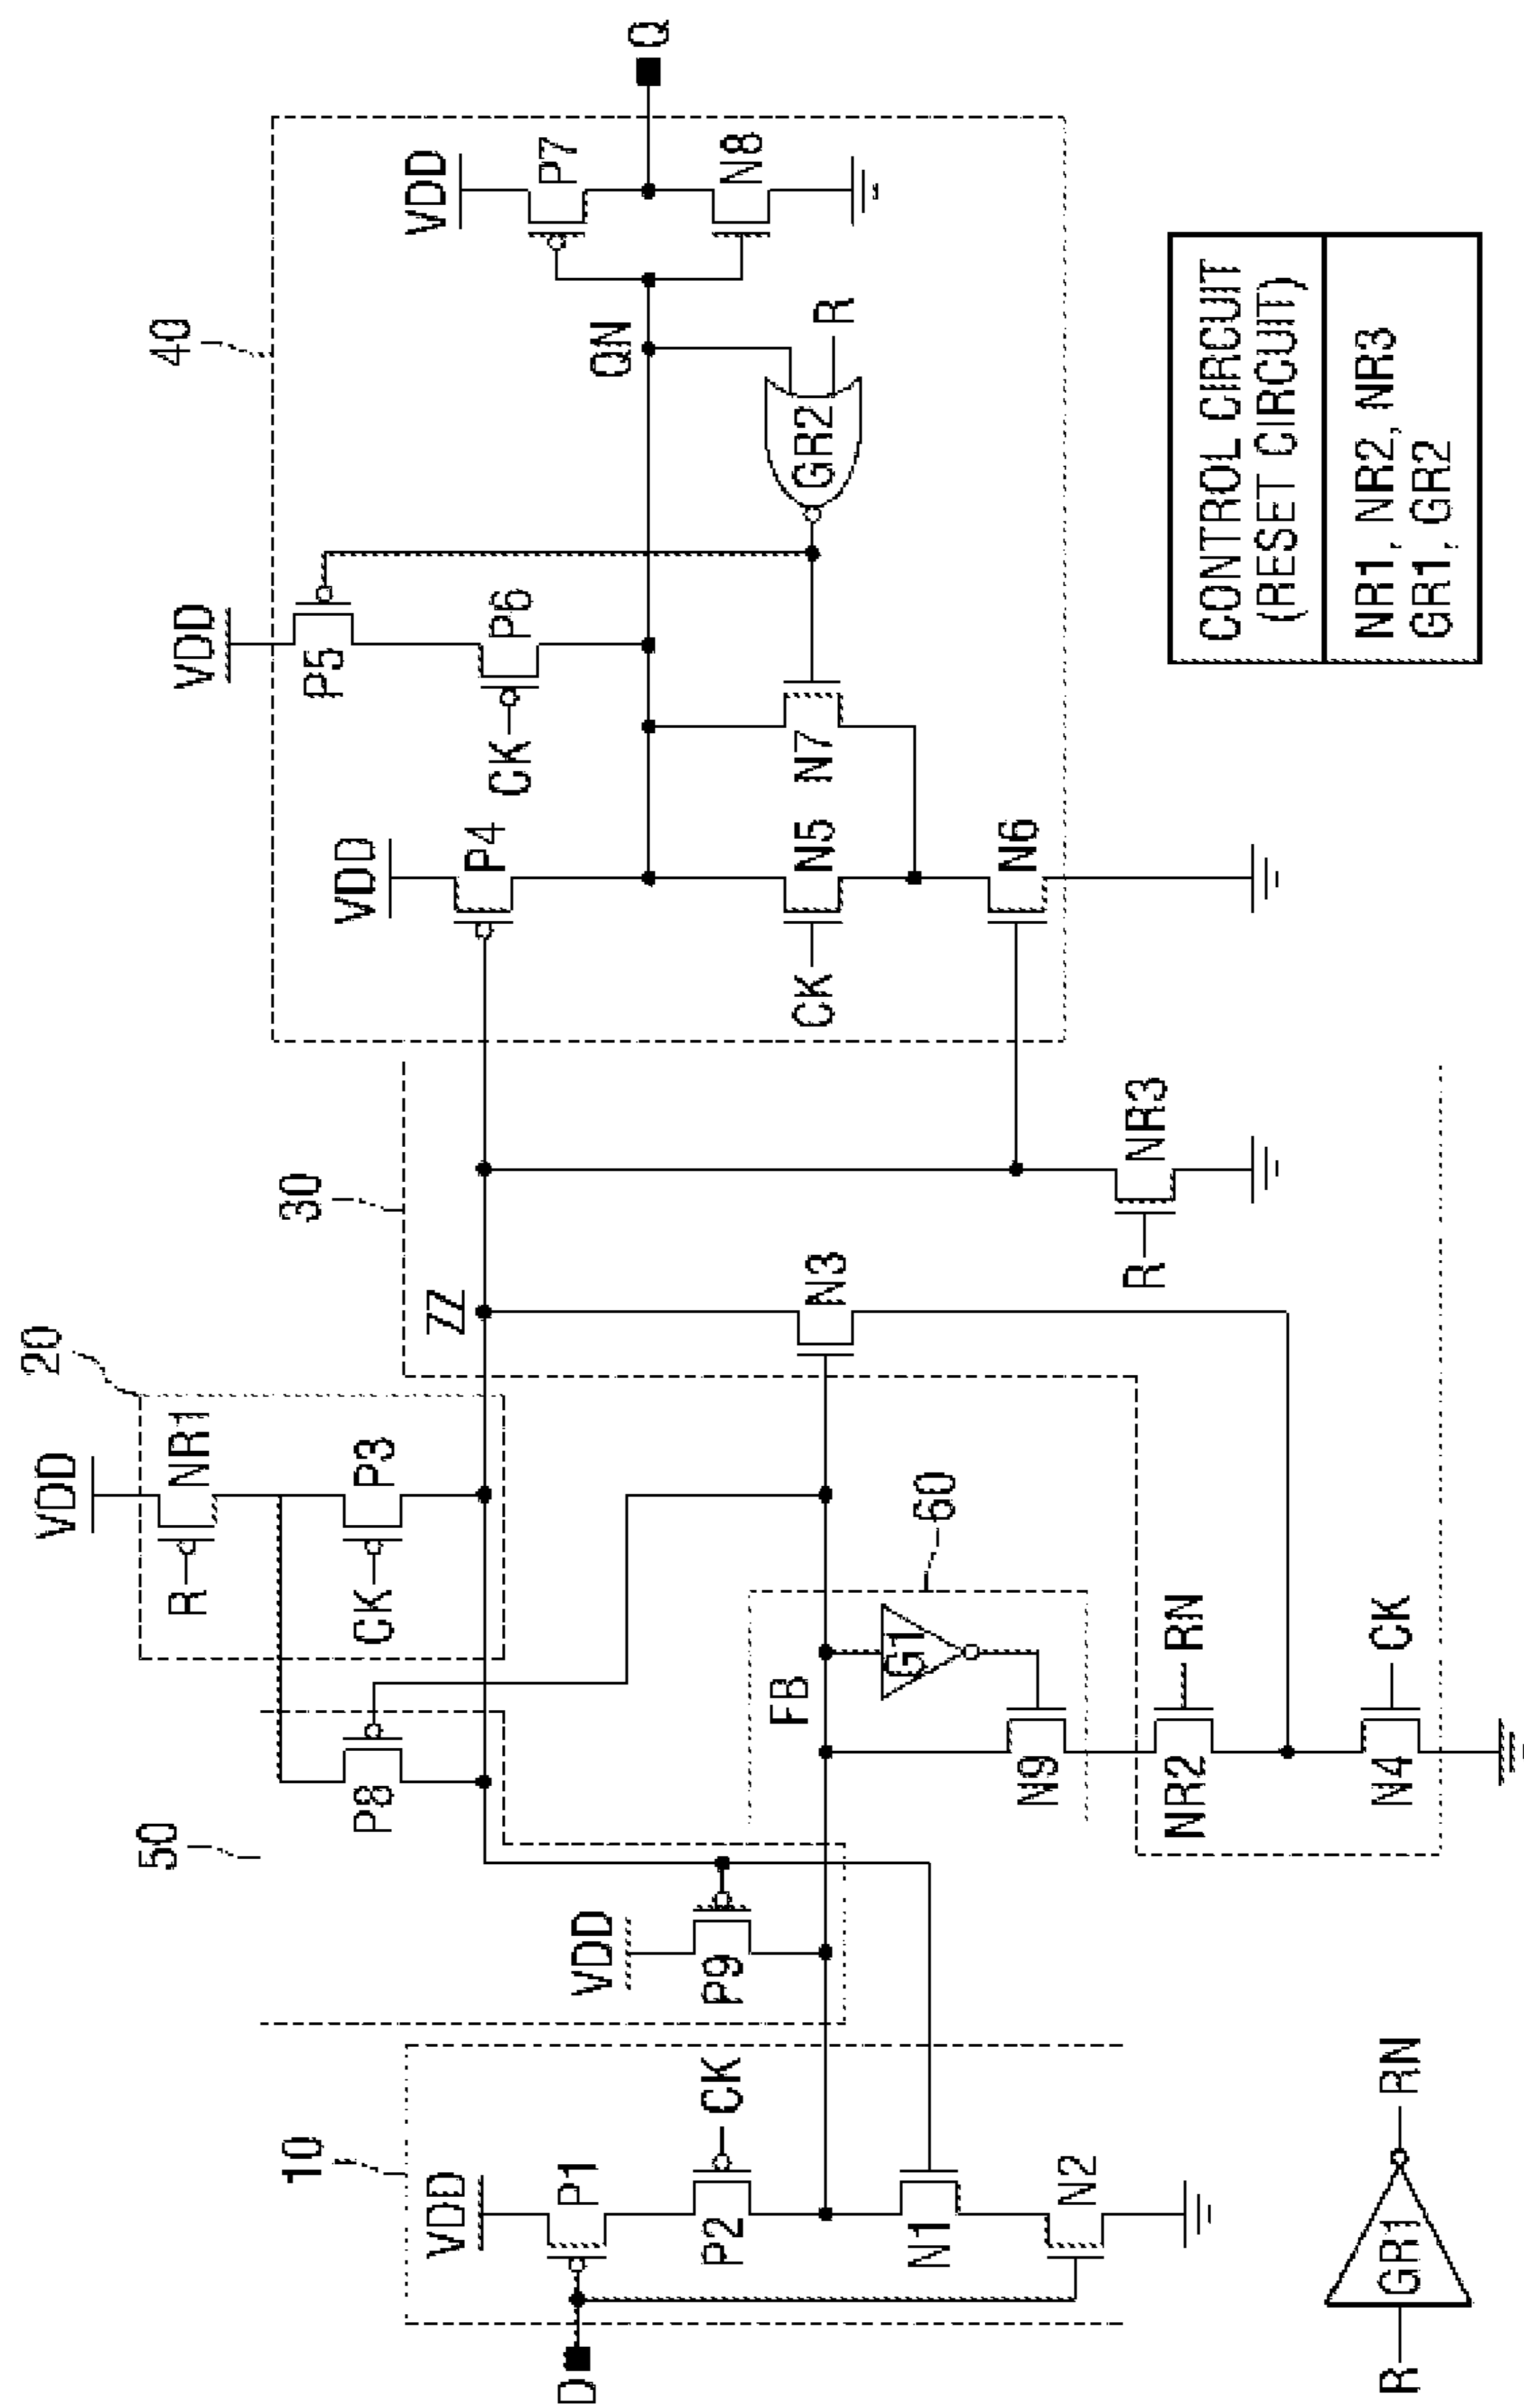 40
VDD
P7
Q
N8
VDD
P5
P6
CK
QN
R
GR2
N7
VDD
P4
N5
CK
N6
CONTROL CIRCUIT
(RESET CIRCUIT)
NR1, NR2, NR3
GR1, GR2
30
NR3
R
ZZ
N3
20
VDD
NR1
R
P3
CK
60
G1
FB
N9
RN
NR2
CK
N4
50
P8
VDD
P9
10
VDD
P1
CK
P2
N1
N2
D
R
GR1
RN